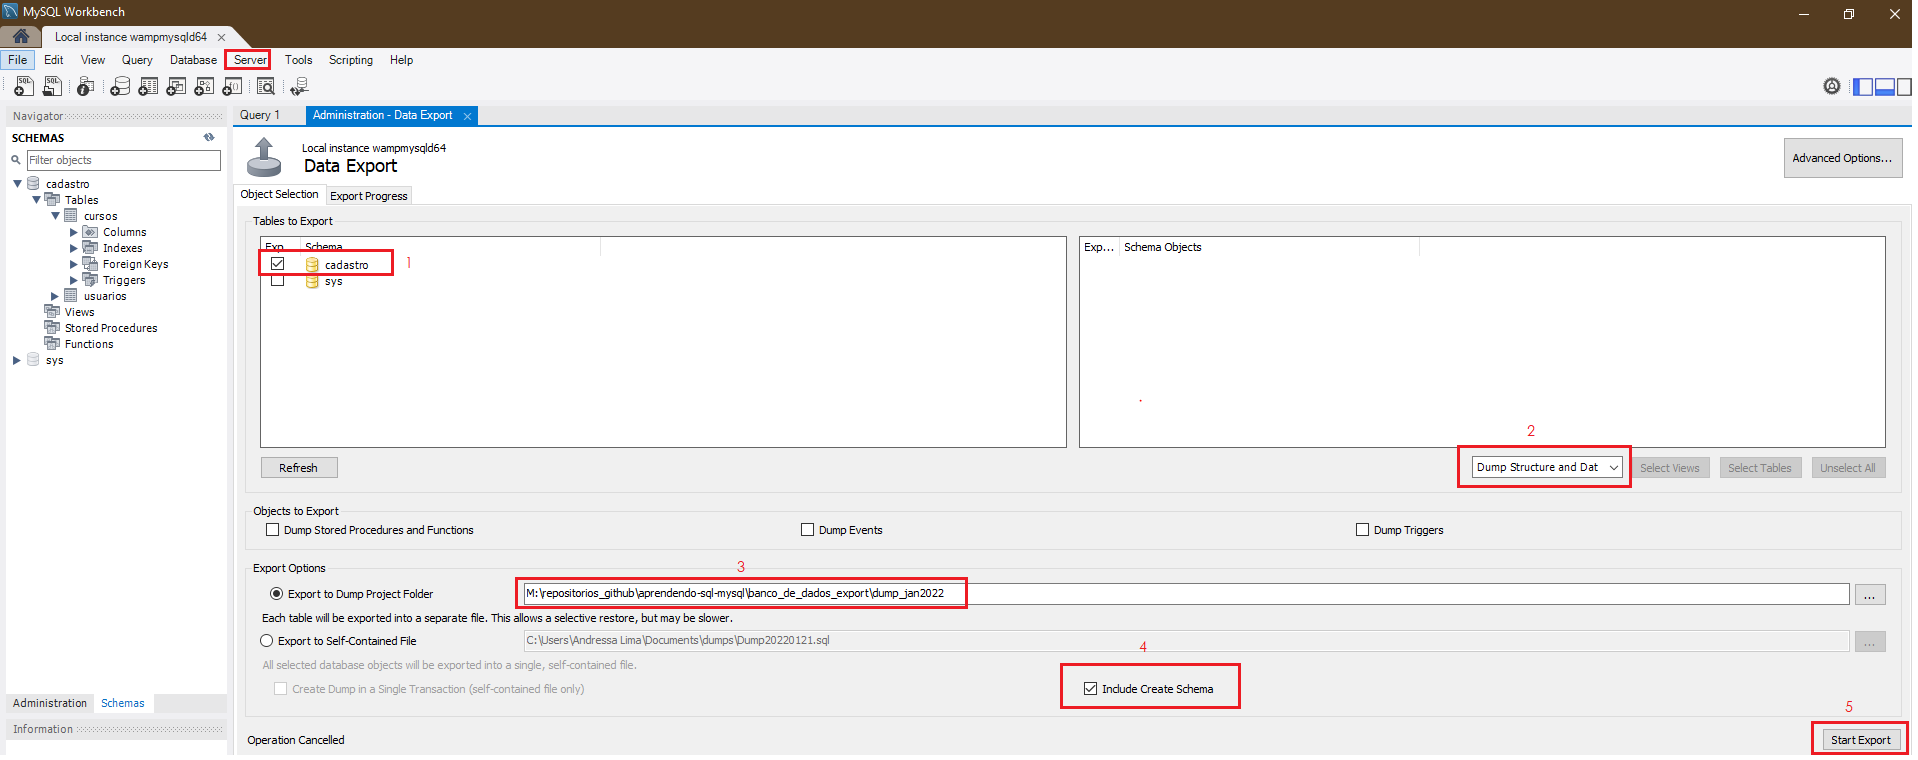 MySQL Workbench
Local instance wampmysqld64
File Edit View Query Database Server Tools Scripting Help
Navigator
SCHEMAS
Filter objects
cadastro
Tables
cursos
Columns
Indexes
Foreign Keys
Triggers
usuarios
Views
Stored Procedures
Functions
sys
Administration Schemas
Information
Query 1 Administration - Data Export
Local instance wampmysqld64
Data Export
Advanced Options...
Object Selection Export Progress
Tables to Export
Exp... Schema
cadastro 1
sys
Exp... Schema Objects
2
Refresh
Dump Structure and Dat Select Views Select Tables Unselect All
Objects to Export
Dump Stored Procedures and Functions Dump Events Dump Triggers
Export Options
3
Export to Dump Project Folder M:\repositorios_github\aprendendo-sql-mysql\banco_de_dados_export\dump_jan2022 ...
Each table will be exported into a separate file. This allows a selective restore, but may be slower.
Export to Self-Contained File C:\Users\Andressa Lima\Documents\dumps\Dump20220121.sql ...
4
All selected database objects will be exported into a single, self-contained file.
Create Dump in a Single Transaction (self-contained file only) Include Create Schema
5
Operation Cancelled Start Export